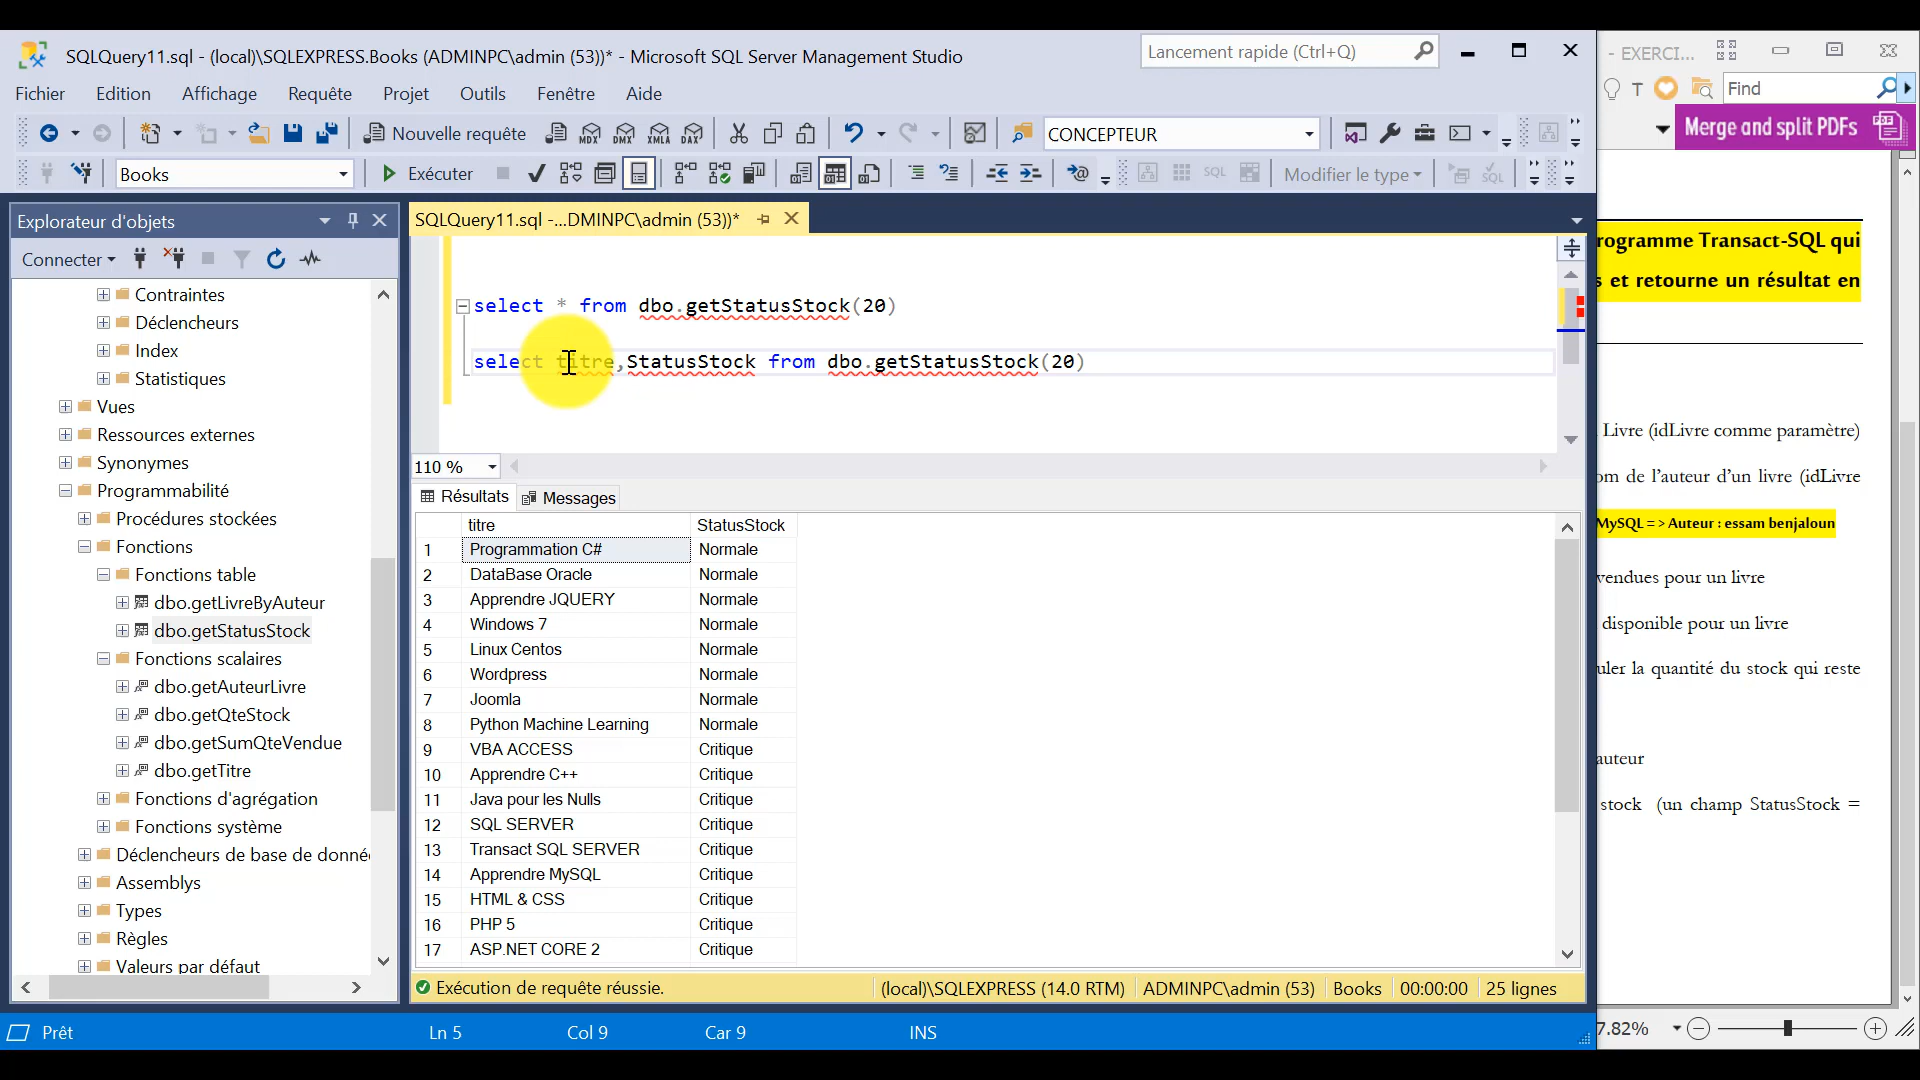 SQLQuery11.sql - (local)\SQLEXPRESS.Books (ADMINPC\admin (53))* - Microsoft SQL Server Management Studio
Lancement rapide (Ctrl+Q)
- EXERCI...
Fichier Edition Affichage Requête Projet Outils Fenêtre Aide
T
Find
Nouvelle requête
MDX DMX XMLA DAX
CONCEPTEUR
Merge and split PDFs
Books
Exécuter
SQL
Modifier le type
Explorateur d'objets
SQLQuery11.sql -...DMINPC\admin (53))*
Connecter
Contraintes
Déclencheurs
Index
Statistiques
Vues
Ressources externes
Synonymes
Programmabilité
Procédures stockées
Fonctions
Fonctions table
dbo.getLivreByAuteur
dbo.getStatusStock
Fonctions scalaires
dbo.getAuteurLivre
dbo.getQteStock
dbo.getSumQteVendue
dbo.getTitre
Fonctions d'agrégation
Fonctions système
Déclencheurs de base de donné
Assemblys
Types
Règles
Valeurs par défaut
select * from dbo.getStatusStock(20)
select titre,StatusStock from dbo.getStatusStock(20)
110 %
Résultats Messages
titre StatusStock
1 Programmation C# Normale
2 DataBase Oracle Normale
3 Apprendre JQUERY Normale
4 Windows 7 Normale
5 Linux Centos Normale
6 Wordpress Normale
7 Joomla Normale
8 Python Machine Learning Normale
9 VBA ACCESS Critique
10 Apprendre C++ Critique
11 Java pour les Nulls Critique
12 SQL SERVER Critique
13 Transact SQL SERVER Critique
14 Apprendre MySQL Critique
15 HTML & CSS Critique
16 PHP 5 Critique
17 ASP.NET CORE 2 Critique
Exécution de requête réussie.
(local)\SQLEXPRESS (14.0 RTM) ADMINPC\admin (53) Books 00:00:00 25 lignes
Prêt Ln 5 Col 9 Car 9 INS
rogramme Transact-SQL qui
s et retourne un résultat en
Livre (idLivre comme paramètre)
om de l'auteur d'un livre (idLivre
MySQL = > Auteur : essam benjaloun
vendues pour un livre
disponible pour un livre
uler la quantité du stock qui reste
auteur
stock (un champ StatusStock =
7.82%